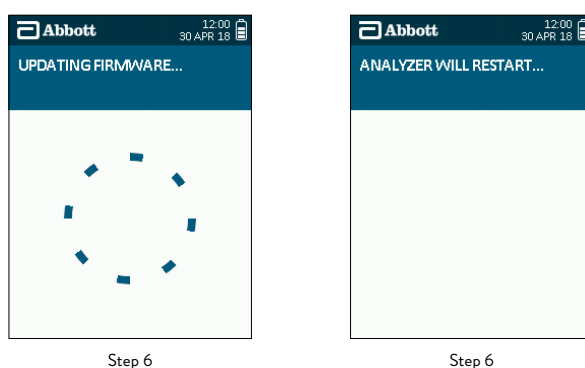 Abbott
12:00
30 APR 18
UPDATING FIRMWARE...
Step 6
Abbott
12:00
30 APR 18
ANALYZER WILL RESTART...
Step 6